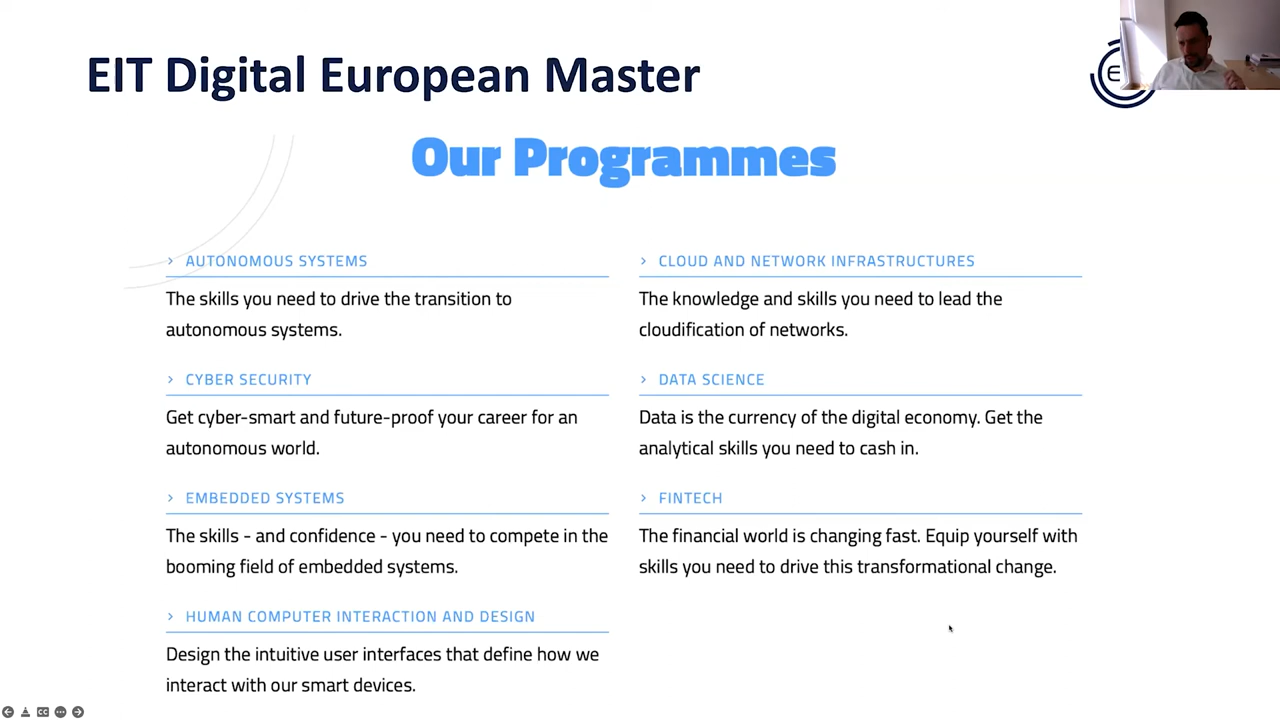 EIT Digital European Master
E
Our Programmes
> AUTONOMOUS SYSTEMS
The skills you need to drive the transition to
autonomous systems.
> CYBER SECURITY
Get cyber-smart and future-proof your career for an
autonomous world.
> EMBEDDED SYSTEMS
The skills - and confidence - you need to compete in the
booming field of embedded systems.
> HUMAN COMPUTER INTERACTION AND DESIGN
Design the intuitive user interfaces that define how we
interact with our smart devices.
> CLOUD AND NETWORK INFRASTRUCTURES
The knowledge and skills you need to lead the
cloudification of networks.
> DATA SCIENCE
Data is the currency of the digital economy. Get the
analytical skills you need to cash in.
> FINTECH
The financial world is changing fast. Equip yourself with
skills you need to drive this transformational change.
CC